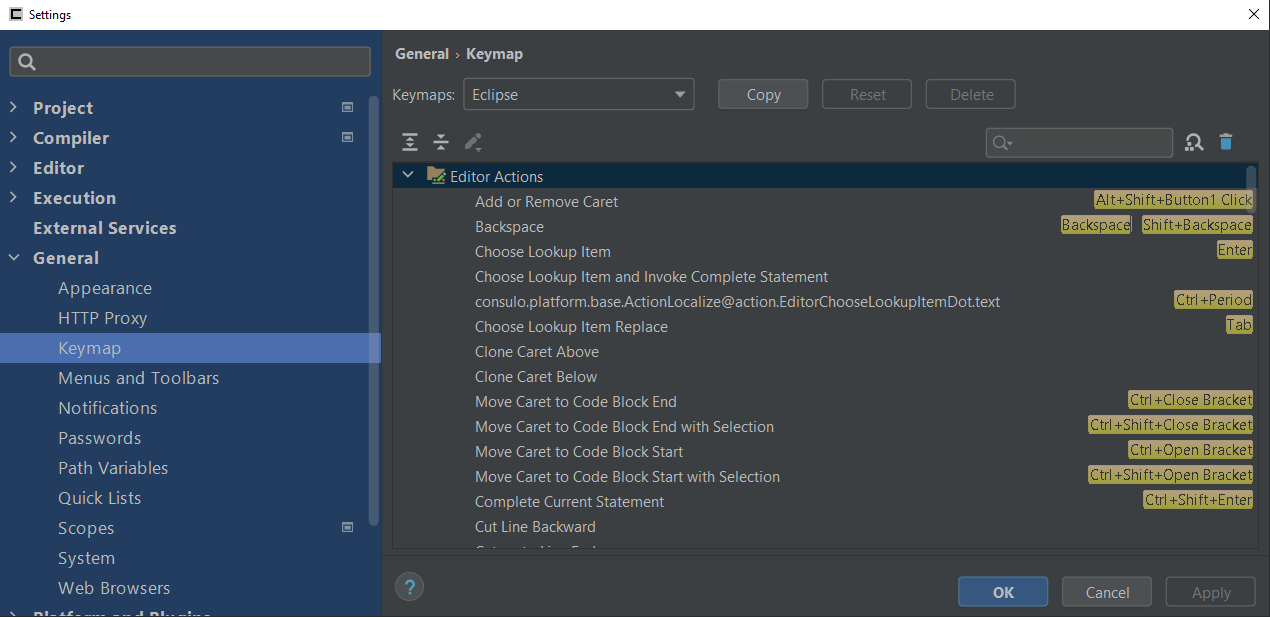 Settings
Project
Compiler
Editor
Execution
External Services
General
Appearance
HTTP Proxy
Keymap
Menus and Toolbars
Notifications
Passwords
Path Variables
Quick Lists
Scopes
System
Web Browsers
Platform and Plugins
General › Keymap
Keymaps: Eclipse Copy Reset Delete
Editor Actions
Add or Remove Caret Alt+Shift+Button1 Click
Backspace Backspace Shift+Backspace
Choose Lookup Item Enter
Choose Lookup Item and Invoke Complete Statement
consulo.platform.base.ActionLocalize@action.EditorChooseLookupItemDot.text Ctrl+Period
Choose Lookup Item Replace Tab
Clone Caret Above
Clone Caret Below
Move Caret to Code Block End Ctrl+Close Bracket
Move Caret to Code Block End with Selection Ctrl+Shift+Close Bracket
Move Caret to Code Block Start Ctrl+Open Bracket
Move Caret to Code Block Start with Selection Ctrl+Shift+Open Bracket
Complete Current Statement Ctrl+Shift+Enter
Cut Line Backward
? OK Cancel Apply